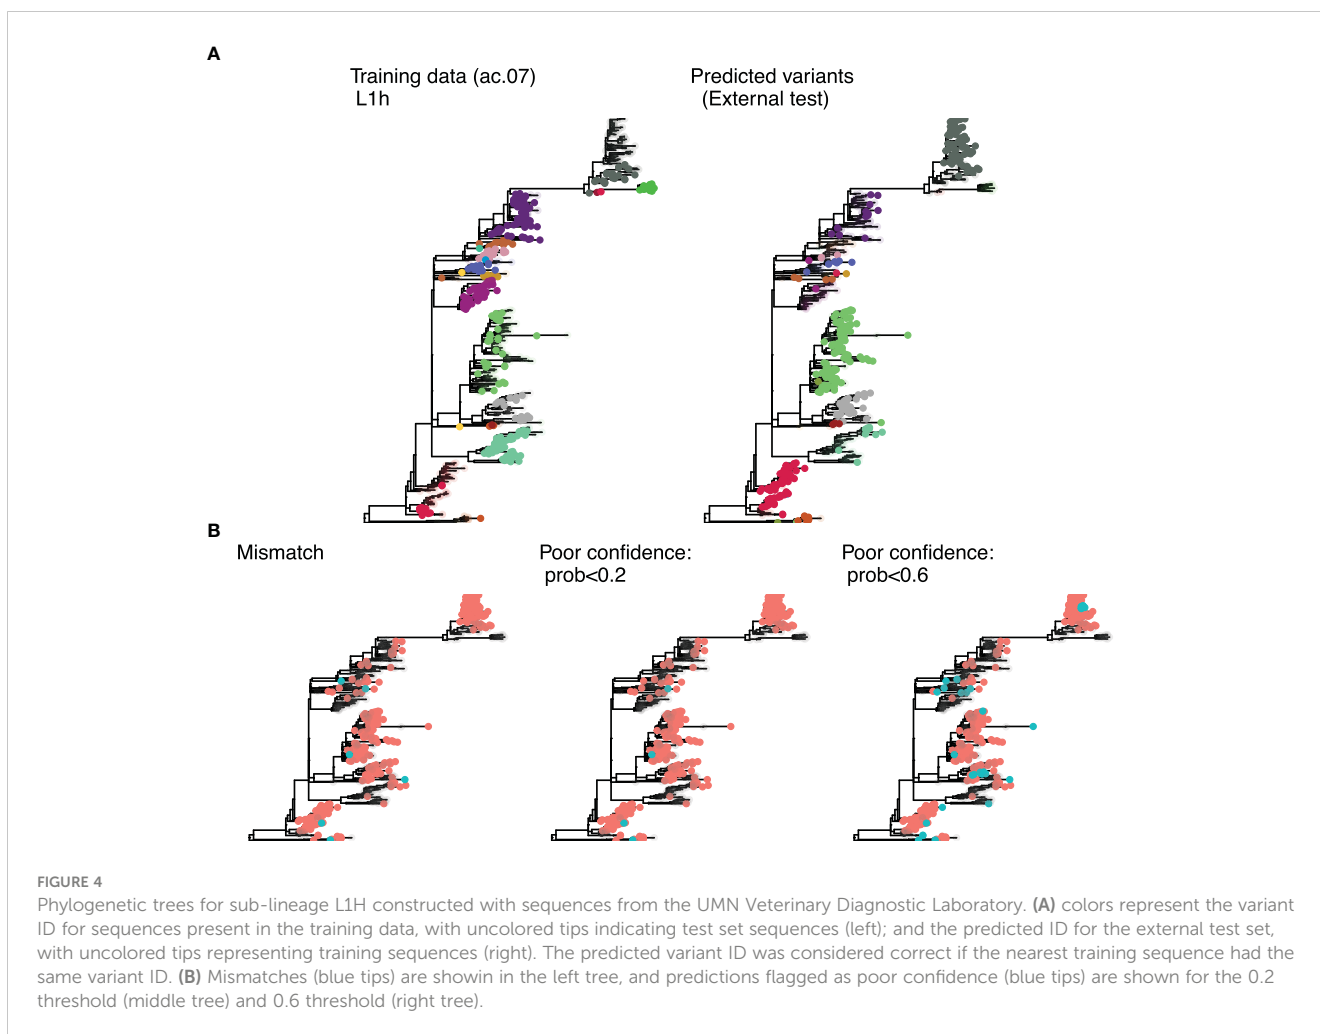 A
Training data (ac.07)
L1h
Predicted variants
(External test)
B
Mismatch
Poor confidence:
prob<0.2
Poor confidence:
prob<0.6
FIGURE 4
Phylogenetic trees for sub-lineage L1H constructed with sequences from the UMN Veterinary Diagnostic Laboratory. (A) colors represent the variant
ID for sequences present in the training data, with uncolored tips indicating test set sequences (left); and the predicted ID for the external test set,
with uncolored tips representing training sequences (right). The predicted variant ID was considered correct if the nearest training sequence had the
same variant ID. (B) Mismatches (blue tips) are showin in the left tree, and predictions flagged as poor confidence (blue tips) are shown for the 0.2
threshold (middle tree) and 0.6 threshold (right tree).